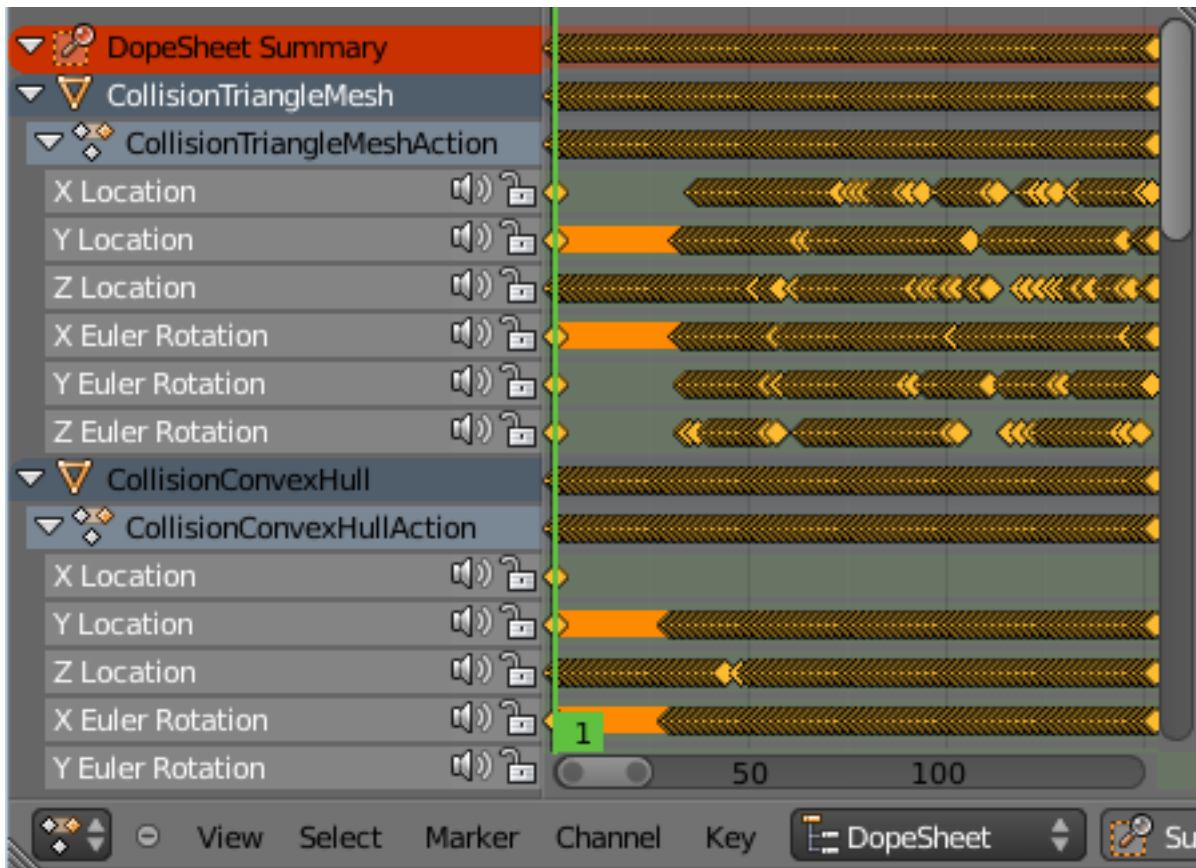 DopeSheet Summary
CollisionTriangleMesh
CollisionTriangleMeshAction
X Location
Y Location
Z Location
X Euler Rotation
Y Euler Rotation
Z Euler Rotation
CollisionConvexHull
CollisionConvexHullAction
X Location
Y Location
Z Location
X Euler Rotation
1
Y Euler Rotation
50 100
View Select Marker Channel Key DopeSheet Su